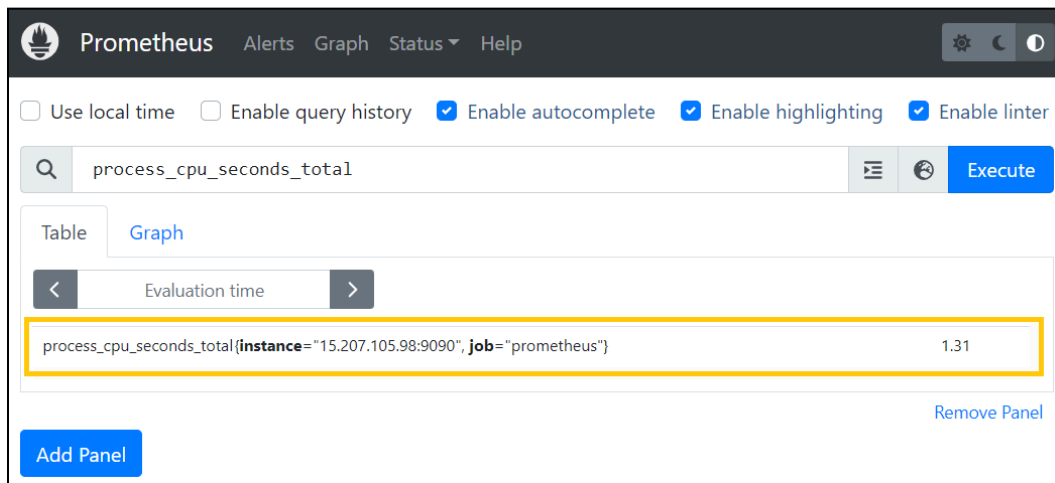 Prometheus Alerts Graph Status Help
Use local time Enable query history Enable autocomplete Enable highlighting Enable linter
process_cpu_seconds_total Execute
Table Graph
Evaluation time
process_cpu_seconds_total{instance="15.207.105.98:9090", job="prometheus"} 1.31
Remove Panel
Add Panel